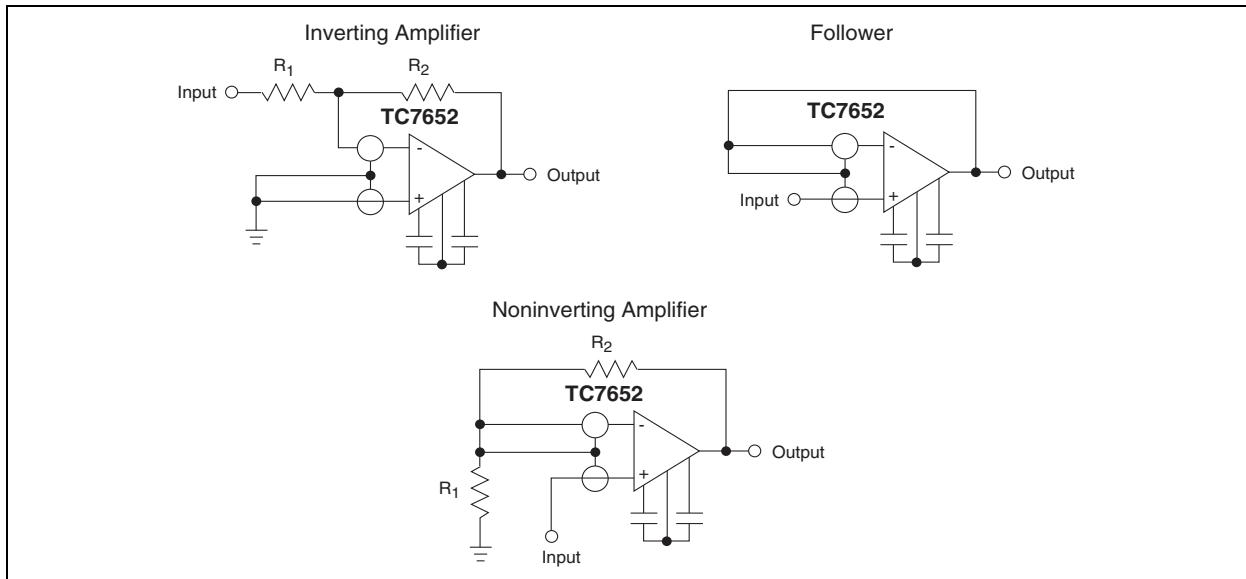 Inverting Amplifier
R1
R2
Input
TC7652
-
+
Output
Follower
TC7652
-
+
Input
Output
Noninverting Amplifier
R2
TC7652
-
+
R1
Input
Output